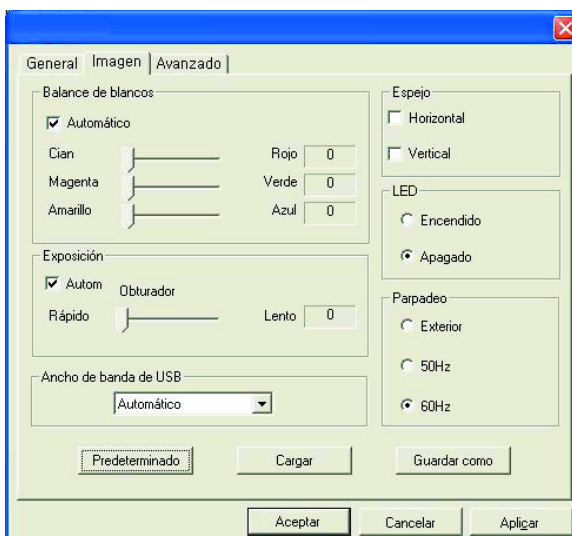 General Imagen Avanzado
Balance de blancos
Automático
Cian Rojo 0
Magenta Verde 0
Amarillo Azul 0
Exposición
Autom Obturador
Rápido Lento 0
Ancho de banda de USB
Automático
Espejo
Horizontal
Vertical
LED
Encendido
Apagado
Parpadeo
Exterior
50Hz
60Hz
Predeterminado Cargar Guardar como
Aceptar Cancelar Aplicar